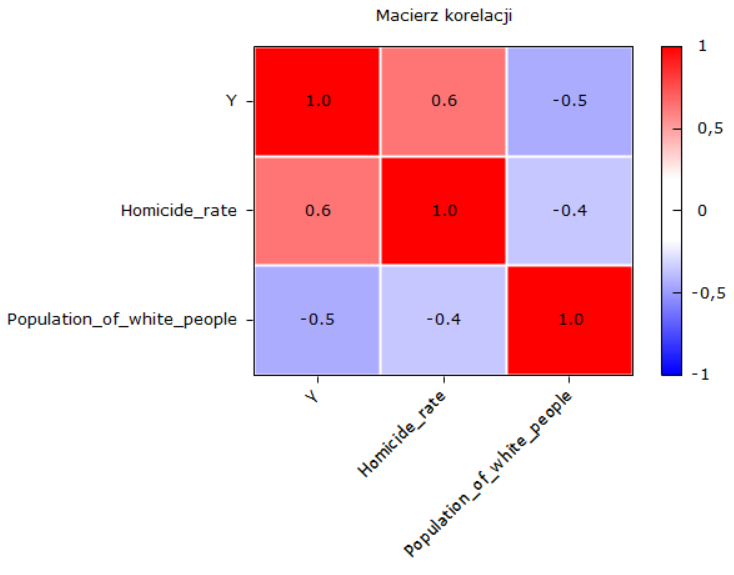 Macierz korelacji
Y
1.0
0.6
-0.5
Homicide_rate
0.6
1.0
-0.4
Population_of_white_people
-0.5
-0.4
1.0
Y
Homicide_rate
Population_of_white_people
1
0,5
0
-0,5
-1